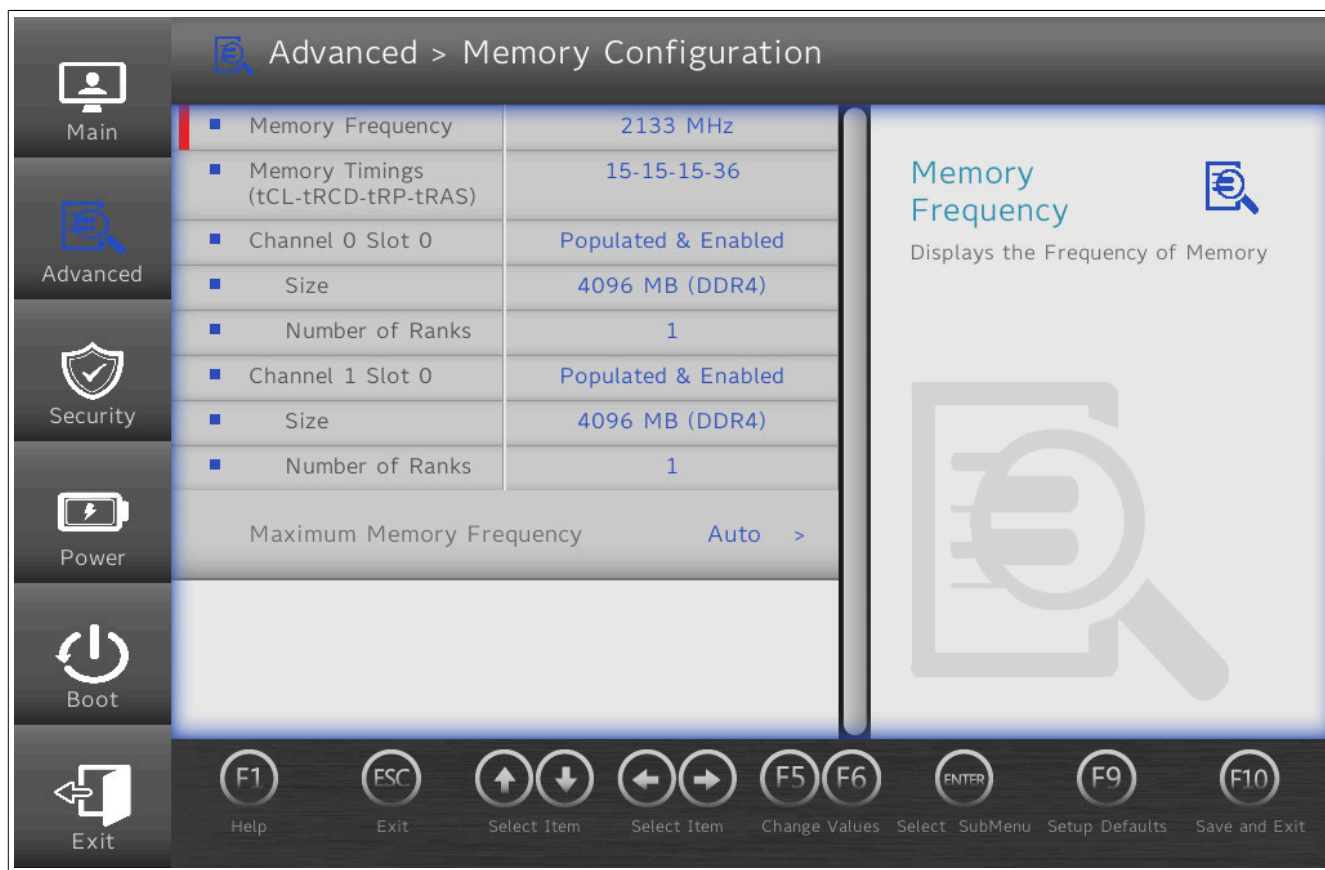 Advanced > Memory Configuration
Main
Advanced
Security
Power
Boot
Exit
Memory Frequency 2133 MHz
Memory Timings 15-15-15-36
(tCL-tRCD-tRP-tRAS)
Channel 0 Slot 0 Populated & Enabled
Size 4096 MB (DDR4)
Number of Ranks 1
Channel 1 Slot 0 Populated & Enabled
Size 4096 MB (DDR4)
Number of Ranks 1
Maximum Memory Frequency Auto >
Memory
Frequency
Displays the Frequency of Memory
F1 ESC F5 F6 ENTER F9 F10
Help Exit Select Item Select Item Change Values Select SubMenu Setup Defaults Save and Exit